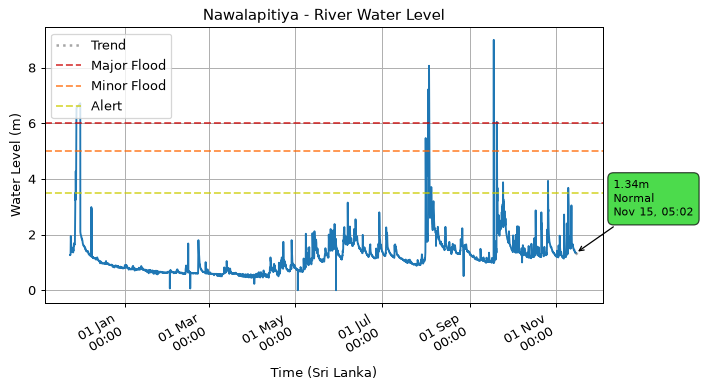 Nawalapitiya - River Water Level
Trend
Major Flood
Minor Flood
Alert
Water Level (m)
8
6
4
2
0
1.34m
Normal
Nov 15, 05:02
01 Jan
00:00
01 Mar
00:00
01 May
00:00
01 Jul
00:00
01 Sep
00:00
01 Nov
00:00
Time (Sri Lanka)